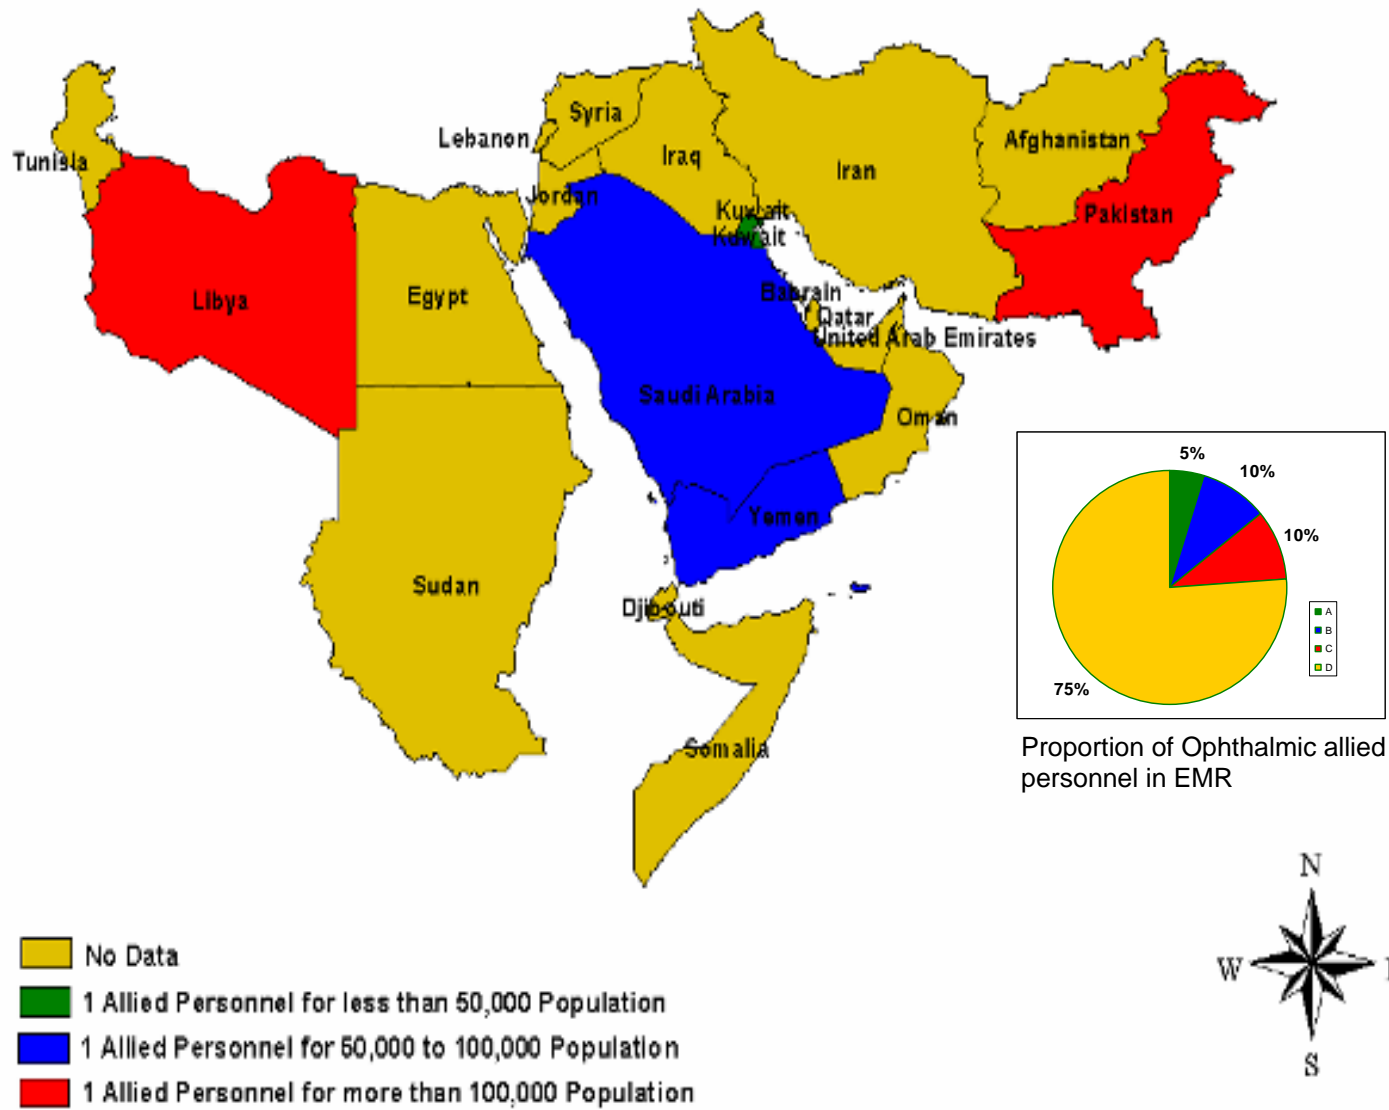 Syria
Lebanon
Afghanistan
Tunisia
Iraq
Iran
Jordan
Kuwait
Pakistan
Kuwait
Bahrain
Libya
Egypt
Qatar
United Arab Emirates
Saudi Arabia
Oman
Yemen
Sudan
Djibouti
Somalia
5%
10%
10%
A
B
C
D
75%
Proportion of Ophthalmic allied
personnel in EMR
N
W
S
No Data
1 Allied Personnel for less than 50,000 Population
1 Allied Personnel for 50,000 to 100,000 Population
1 Allied Personnel for more than 100,000 Population